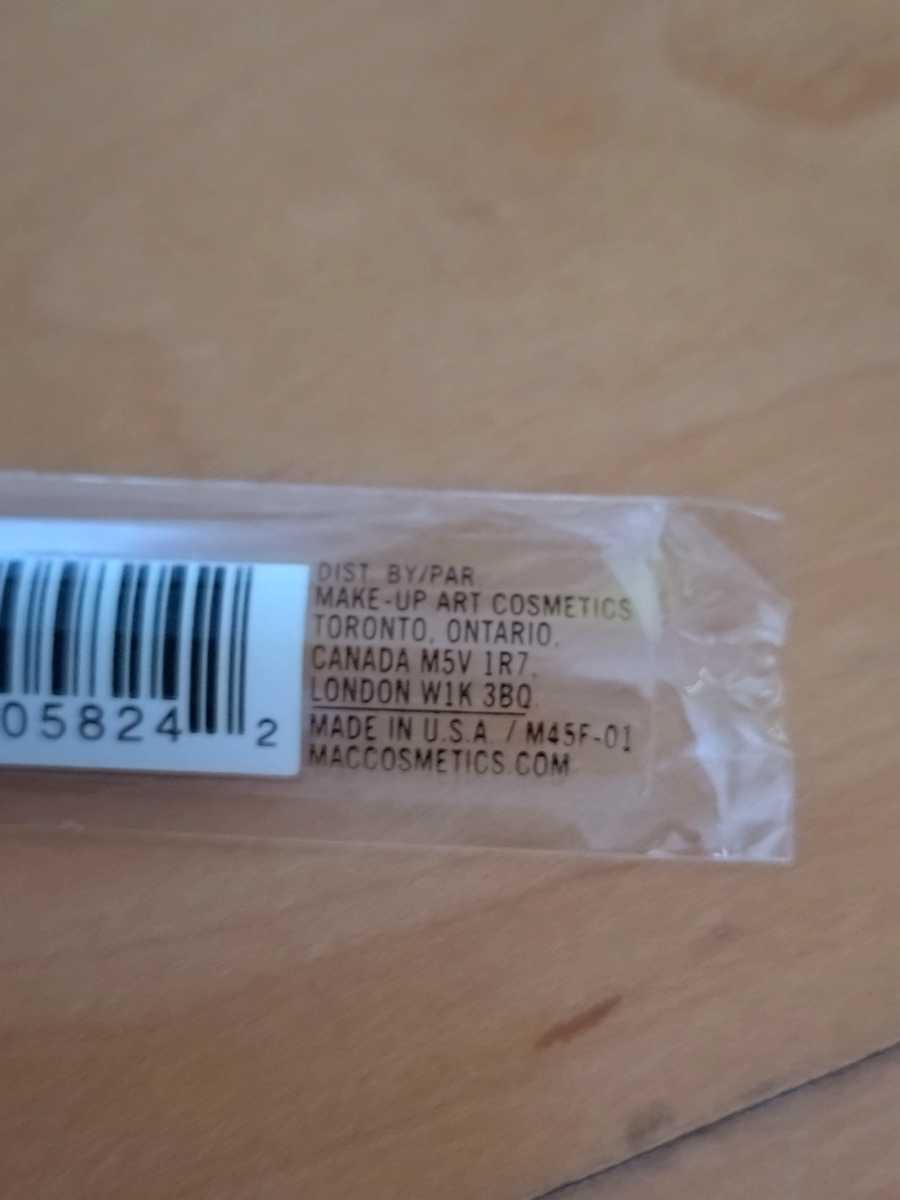 DIST. BY/PAR
MAKE-UP ART COSMETICS
TORONTO, ONTARIO,
CANADA M5V 1R7,
LONDON W1K 3BQ.
MADE IN U.S.A. / M45F-01
MACCOSMETICS.COM
05824 2